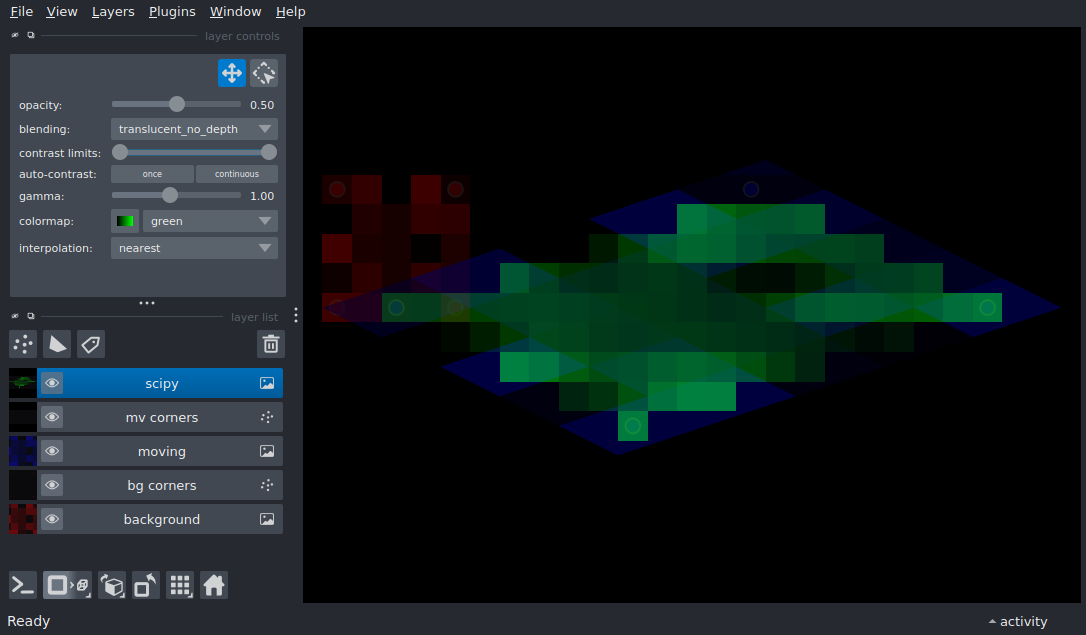 File View Layers Plugins Window Help
layer controls
opacity: 0.50
blending: translucent_no_depth
contrast limits:
auto-contrast: once continuous
gamma: 1.00
colormap: green
interpolation: nearest
layer list
scipy
mv corners
moving
bg corners
background
Ready
activity